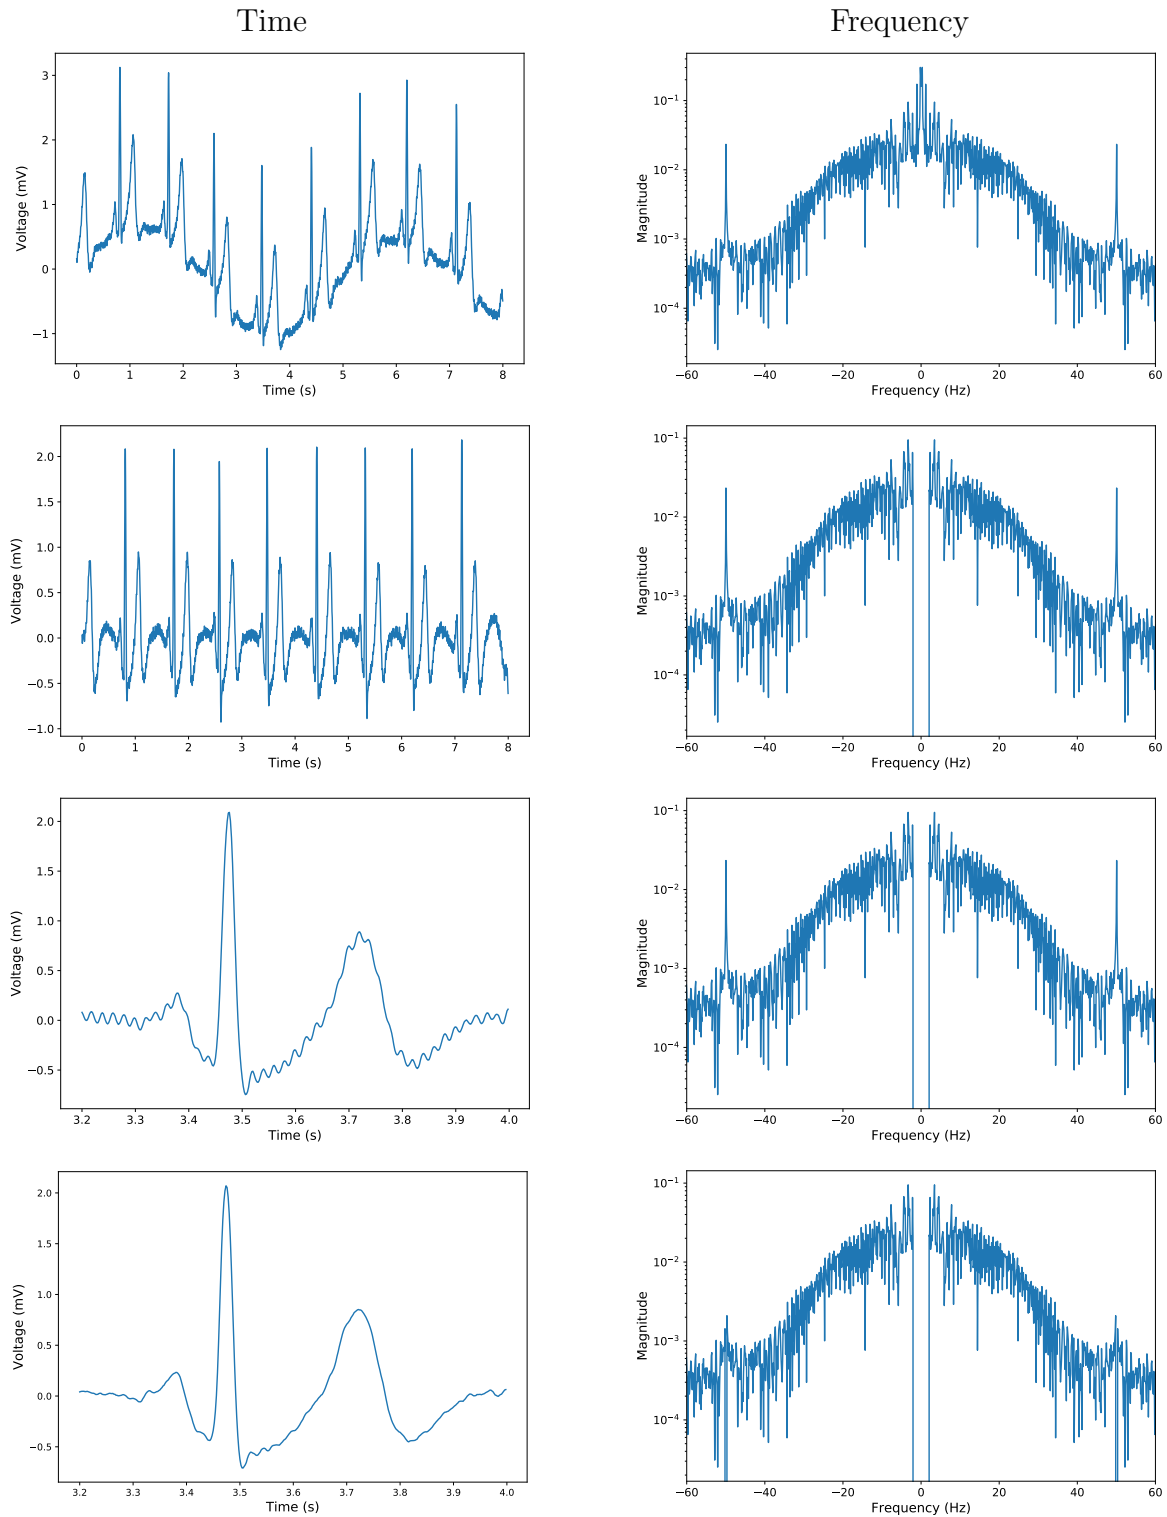 Time Frequency
3
2
1
0
−1
Voltage (mV)
0 1 2 3 4 5 6 7 8
Time (s)
10⁻¹
10⁻²
10⁻³
10⁻⁴
Magnitude
−60 −40 −20 0 20 40 60
Frequency (Hz)
2.0
1.5
1.0
0.5
0.0
−0.5
−1.0
Voltage (mV)
0 1 2 3 4 5 6 7 8
Time (s)
10⁻¹
10⁻²
10⁻³
10⁻⁴
Magnitude
−60 −40 −20 0 20 40 60
Frequency (Hz)
2.0
1.5
1.0
0.5
0.0
−0.5
Voltage (mV)
3.2 3.3 3.4 3.5 3.6 3.7 3.8 3.9 4.0
Time (s)
10⁻¹
10⁻²
10⁻³
10⁻⁴
Magnitude
−60 −40 −20 0 20 40 60
Frequency (Hz)
2.0
1.5
1.0
0.5
0.0
−0.5
Voltage (mV)
3.2 3.3 3.4 3.5 3.6 3.7 3.8 3.9 4.0
Time (s)
10⁻¹
10⁻²
10⁻³
10⁻⁴
Magnitude
−60 −40 −20 0 20 40 60
Frequency (Hz)